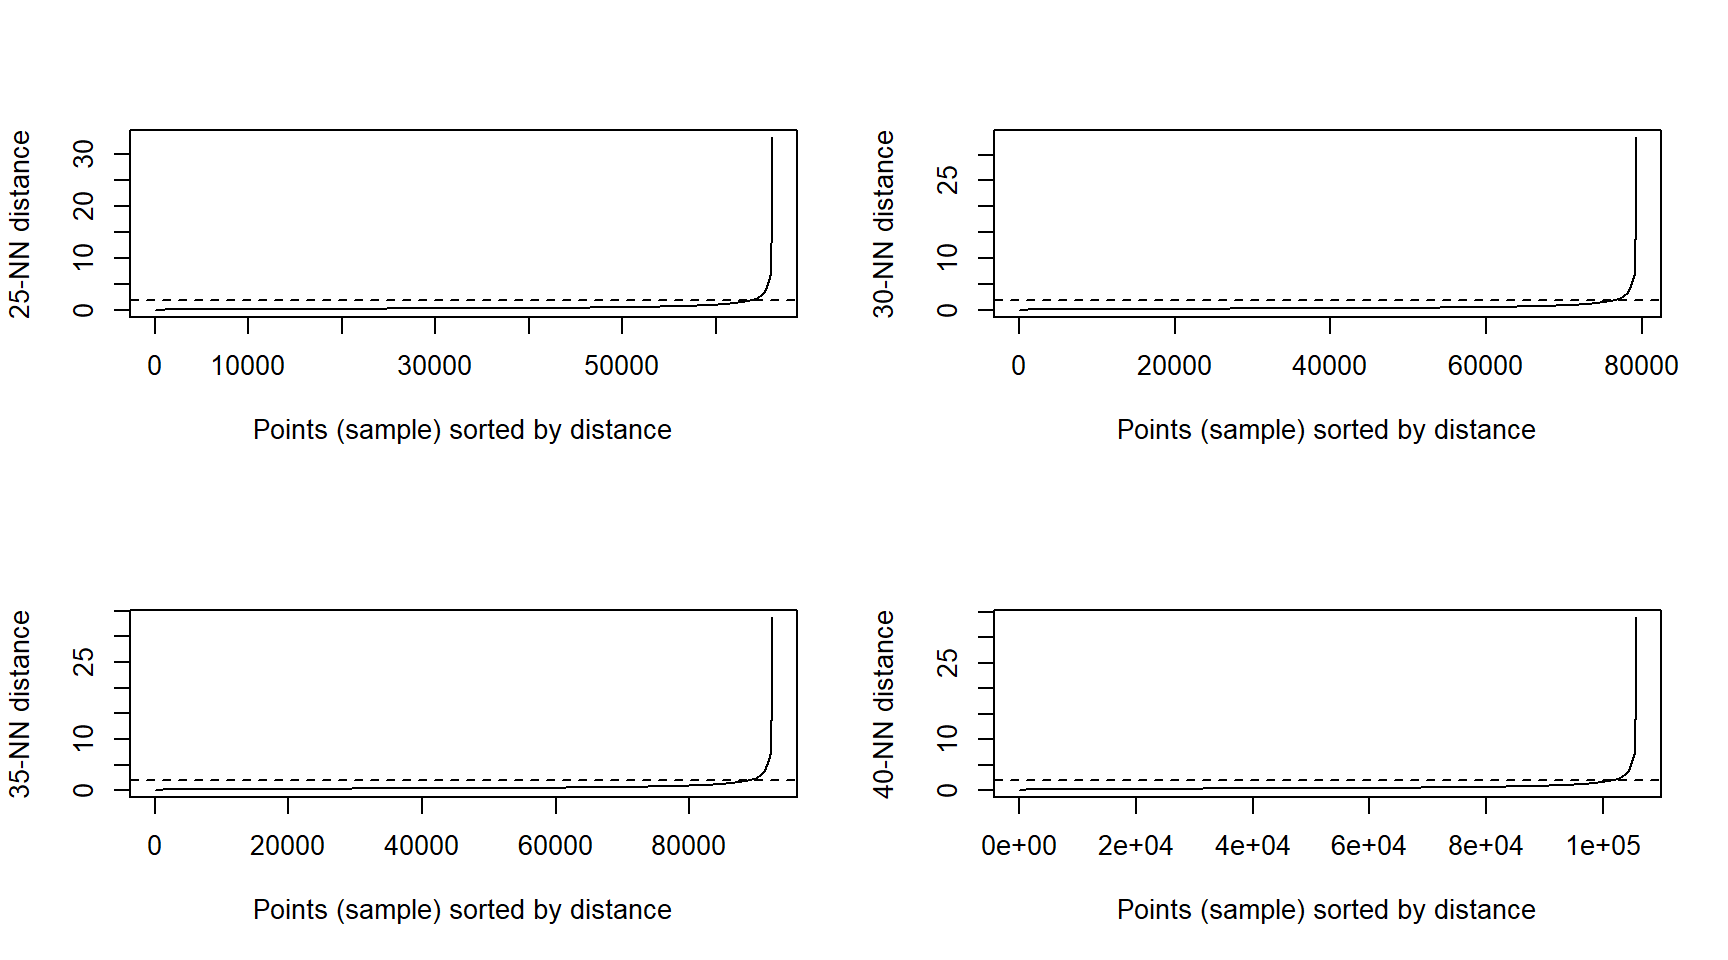 25-NN distance
30
20
10
0
0 10000 30000 50000
Points (sample) sorted by distance
30-NN distance
25
10
0
0 20000 40000 60000 80000
Points (sample) sorted by distance
35-NN distance
25
10
0
0 20000 40000 60000 80000
Points (sample) sorted by distance
40-NN distance
25
10
0
0e+00 2e+04 4e+04 6e+04 8e+04 1e+05
Points (sample) sorted by distance